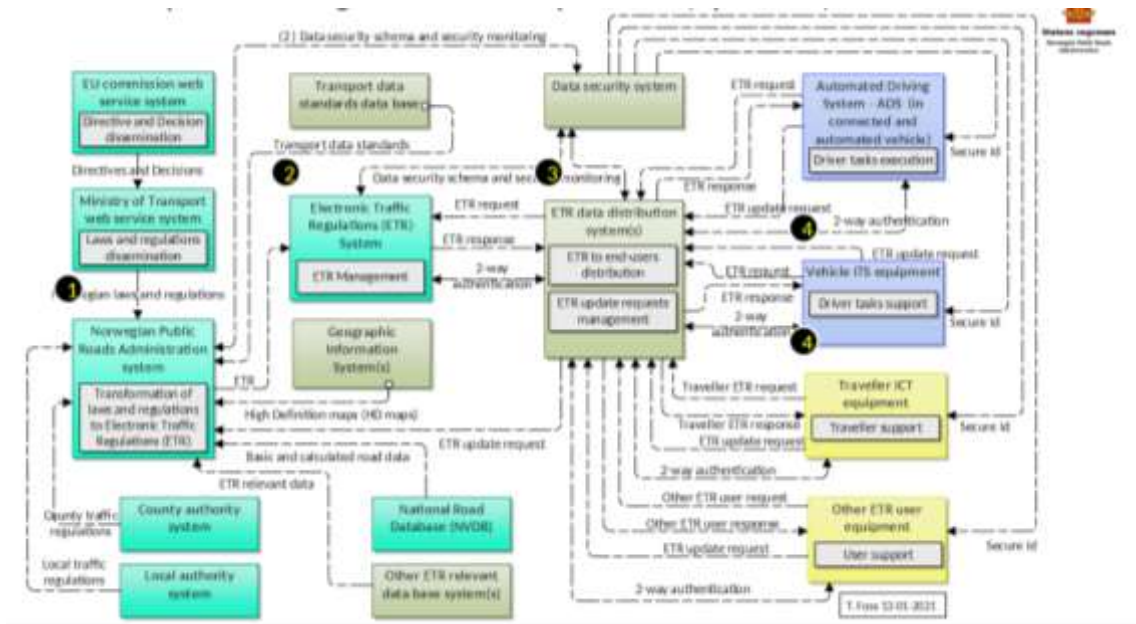 (2) Data security schema and security monitoring
Statens vegvesen
EU commission web
service system
Directive and Decision
dissemination
Transport data
standards data base
Data security system
ETR request
Automated Driving
System - ADS (in
connected and
automated vehicle)
Driver tasks execution
Secure id
Transport data standards
Directives and Decisions
2
3
Data security schema and security monitoring
ETR response
Ministry of Transport
web service system
Laws and regulations
dissemination
Electronic Traffic
Regulations (ETR)
System
ETR Management
ETR request
ETR response
2-way
authentication
ETR data distribution
system(s)
ETR to end-users
distribution
ETR update requests
management
ETR update request
4
2-way authentication
ETR update request
ETR request
Vehicle ITS equipment
Driver tasks support
ETR response
2-way
authentication
4
Secure id
1
Norwegian laws and regulations
Norwegian Public
Roads Administration
system
Transformation of
laws and regulations
to Electronic Traffic
Regulations (ETR)
Geographic
Information
System(s)
ETR
High Definition maps (HD maps)
Traveller ETR request
Traveller ICT
equipment
Traveller support
Traveller ETR response
ETR update request
Secure id
ETR update request
Basic and calculated road data
2-way authentication
ETR relevant data
County authority
system
National Road
Database (NVDB)
Other ETR user request
Other ETR user
equipment
User support
County traffic
regulations
Other ETR user response
ETR update request
Secure id
Local traffic
regulations
Local authority
system
Other ETR relevant
data base system(s)
2-way authentication
T. Foss 12-01-2021